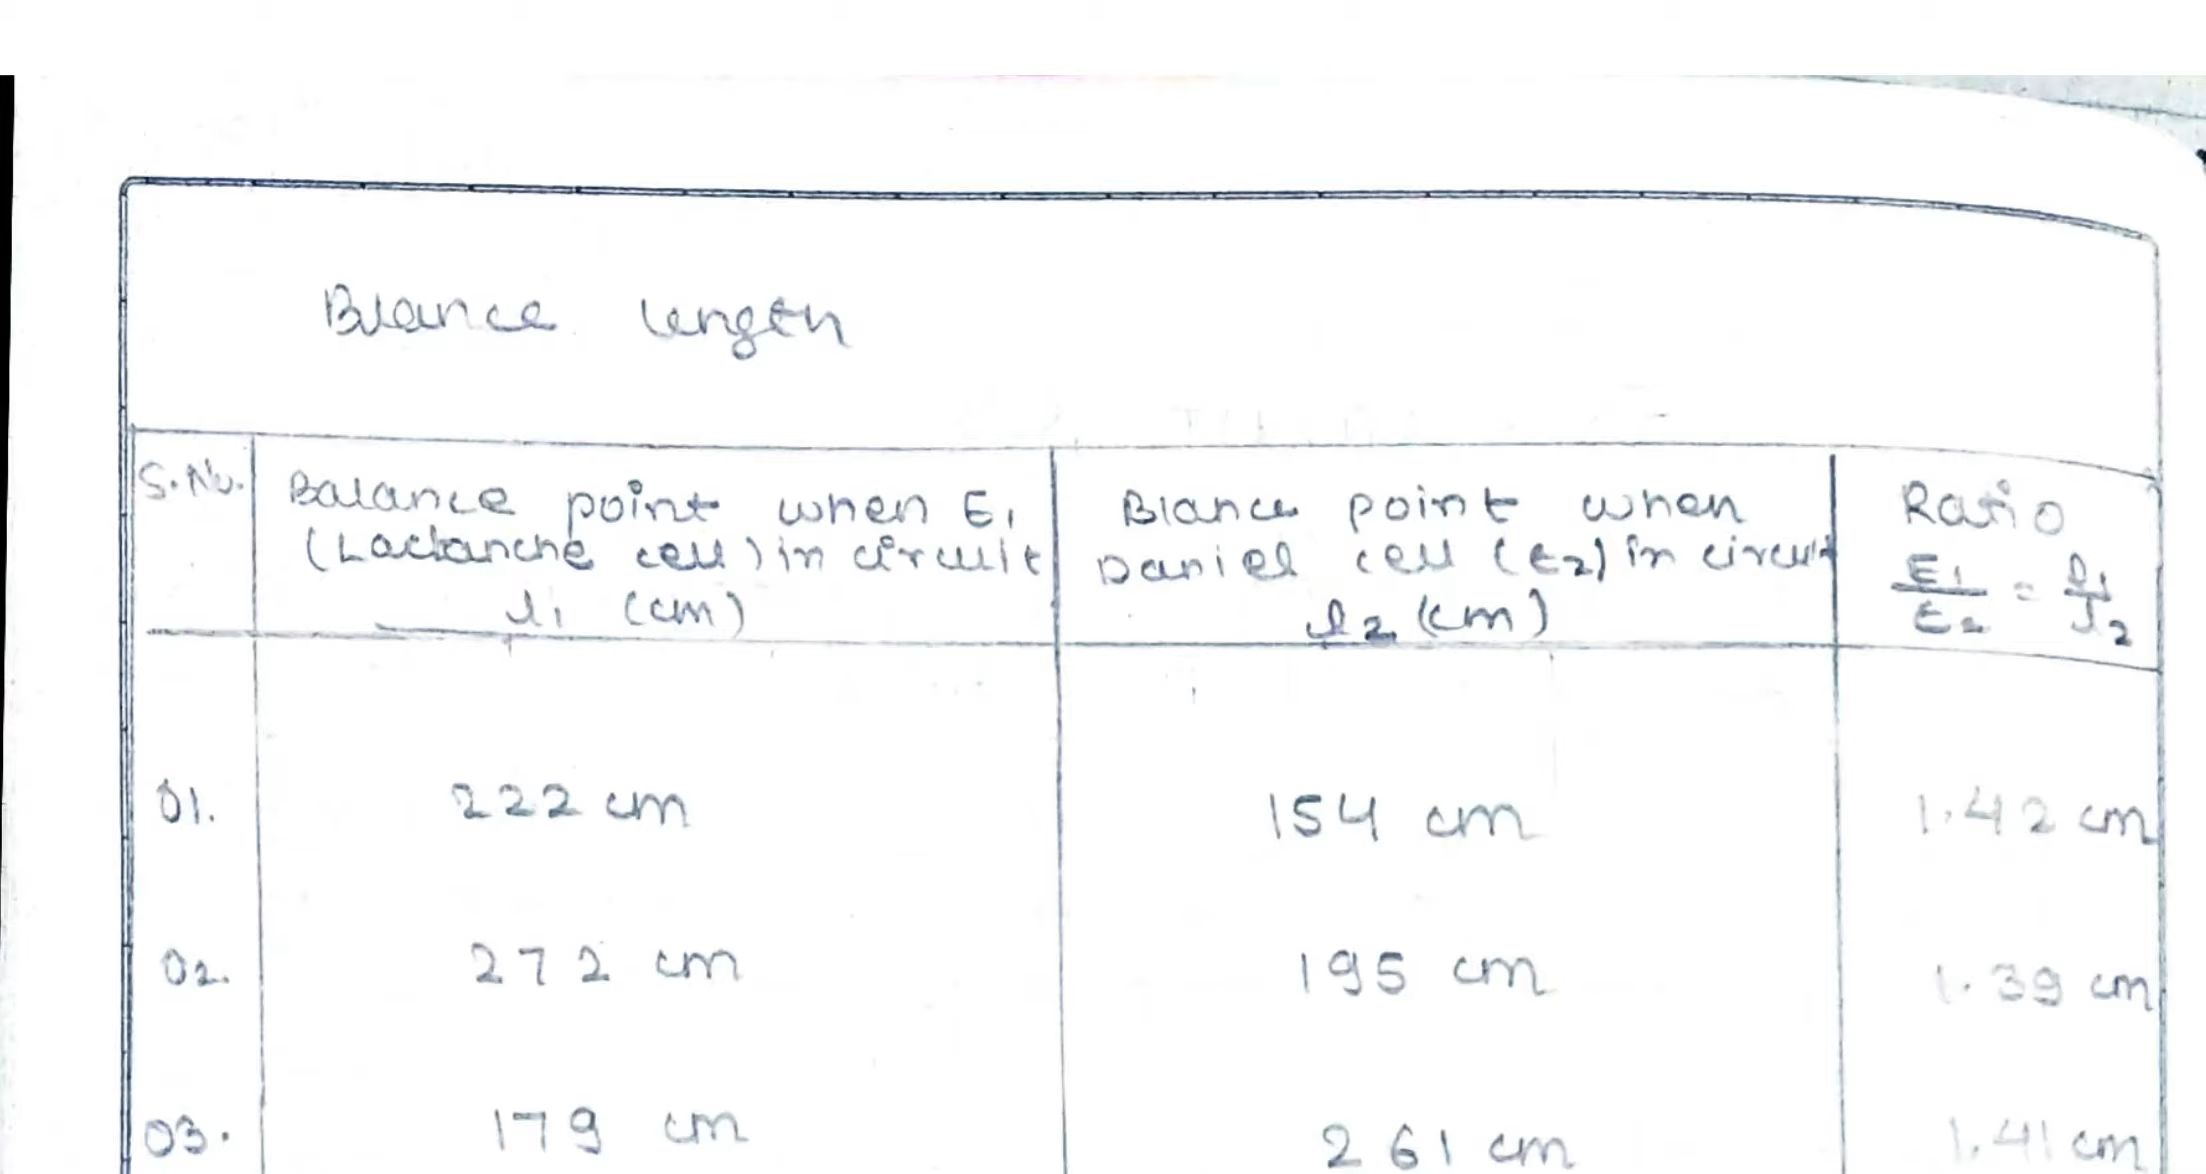 Blance length
S.No.
Balance point when E1
(Laclanche cell) in circuit
l1 (cm)
Blance point when
Daniel cell (E2) in circuit
l2 (cm)
Ratio
E1/E2 = l1/l2
01. 222 cm 154 cm 1.42 cm
02. 272 cm 195 cm 1.39 cm
03. 179 cm 261 cm 1.41 cm